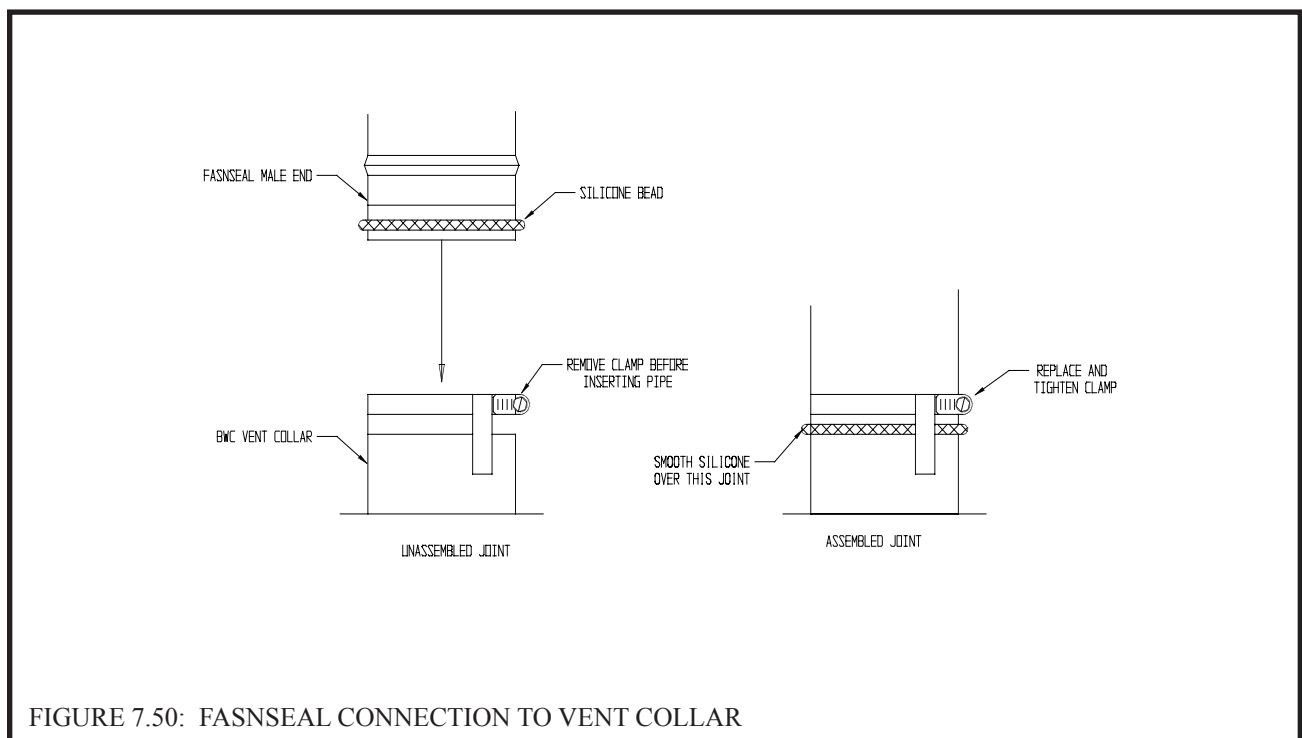 FASNSEAL MALE END
SILICONE BEAD
REMOVE CLAMP BEFORE
INSERTING PIPE
BWC VENT COLLAR
UNASSEMBLED JOINT
REPLACE AND
TIGHTEN CLAMP
SMOOTH SILICONE
OVER THIS JOINT
ASSEMBLED JOINT
FIGURE 7.50: FASNSEAL CONNECTION TO VENT COLLAR